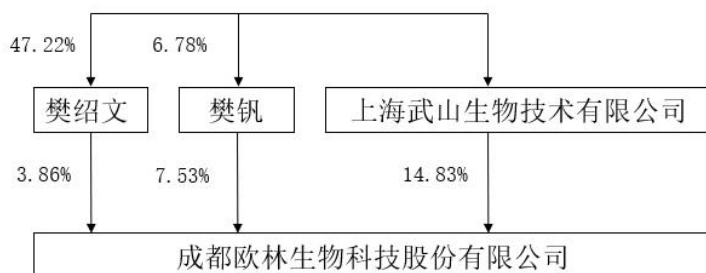 47.22% 6.78%
樊绍文 樊钒 上海武山生物技术有限公司
3.86% 7.53% 14.83%
成都欧林生物科技股份有限公司